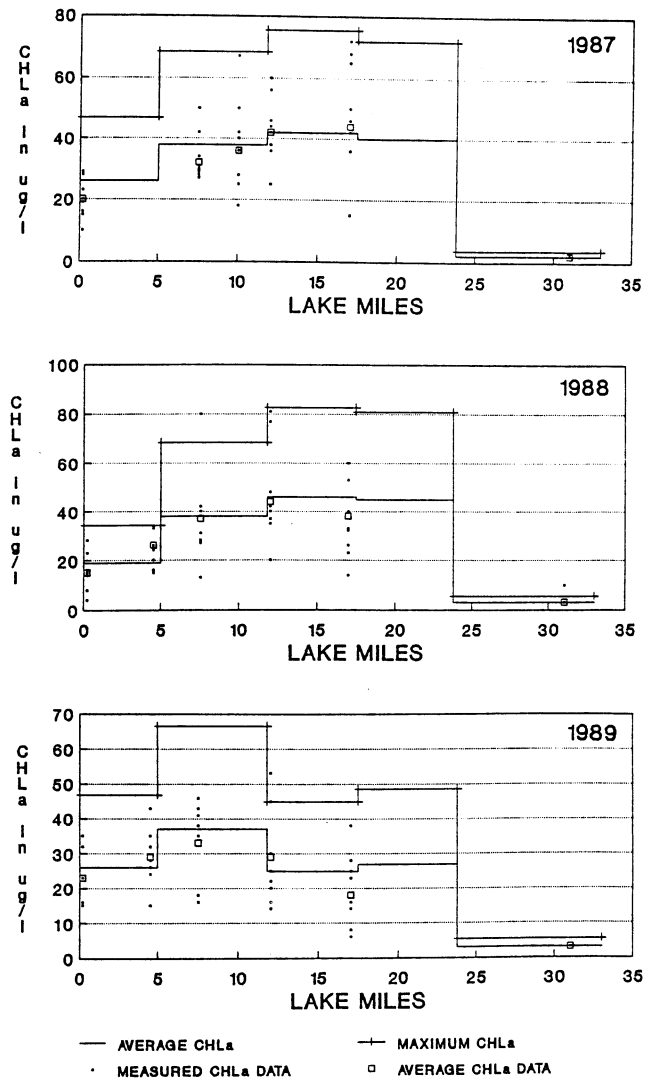 1987
CHLa in ug/l
80
60
40
20
0
0 5 10 15 20 25 30 35
LAKE MILES
1988
CHLa in ug/l
100
80
60
40
20
0
0 5 10 15 20 25 30 35
LAKE MILES
1989
CHLa in ug/l
70
60
50
40
30
20
10
0
0 5 10 15 20 25 30 35
LAKE MILES
AVERAGE CHLa
MAXIMUM CHLa
MEASURED CHLa DATA
AVERAGE CHLa DATA